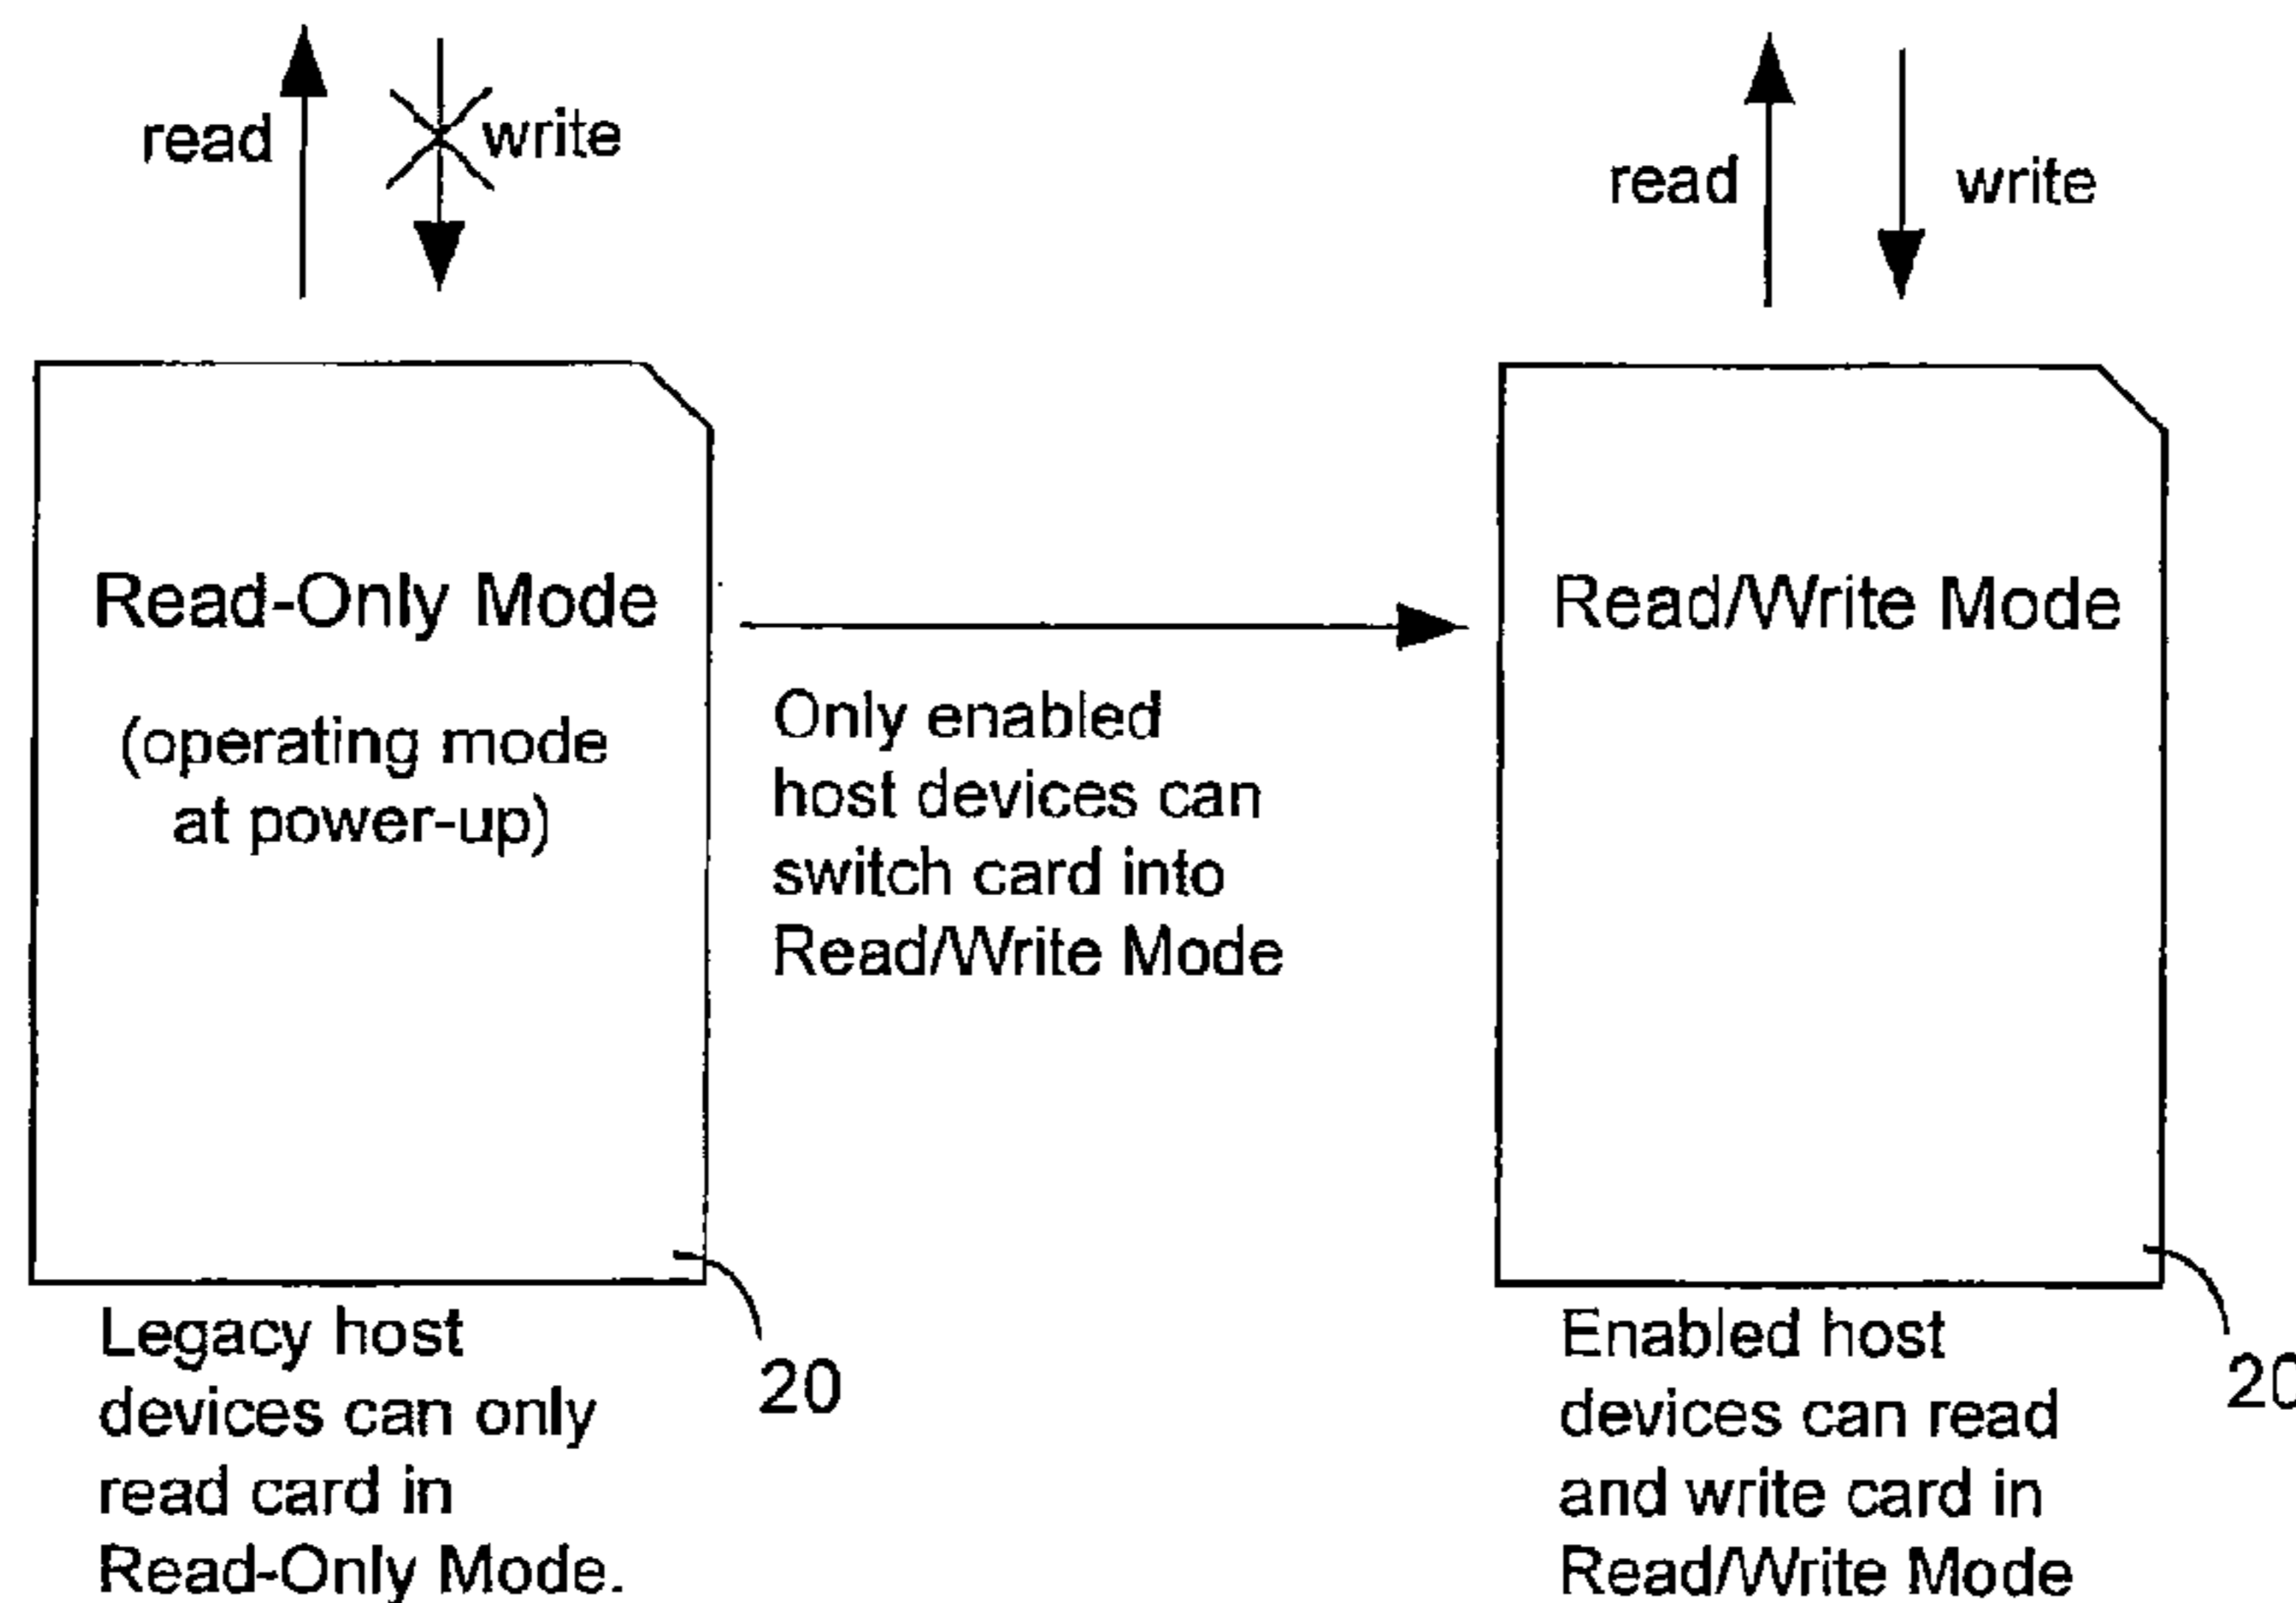 read
write
read
write
Read-Only Mode
(operating mode
at power-up)
Only enabled
host devices can
switch card into
Read/Write Mode
Read/Write Mode
Legacy host
devices can only
read card in
Read-Only Mode.
20
Enabled host
devices can read
and write card in
Read/Write Mode
20